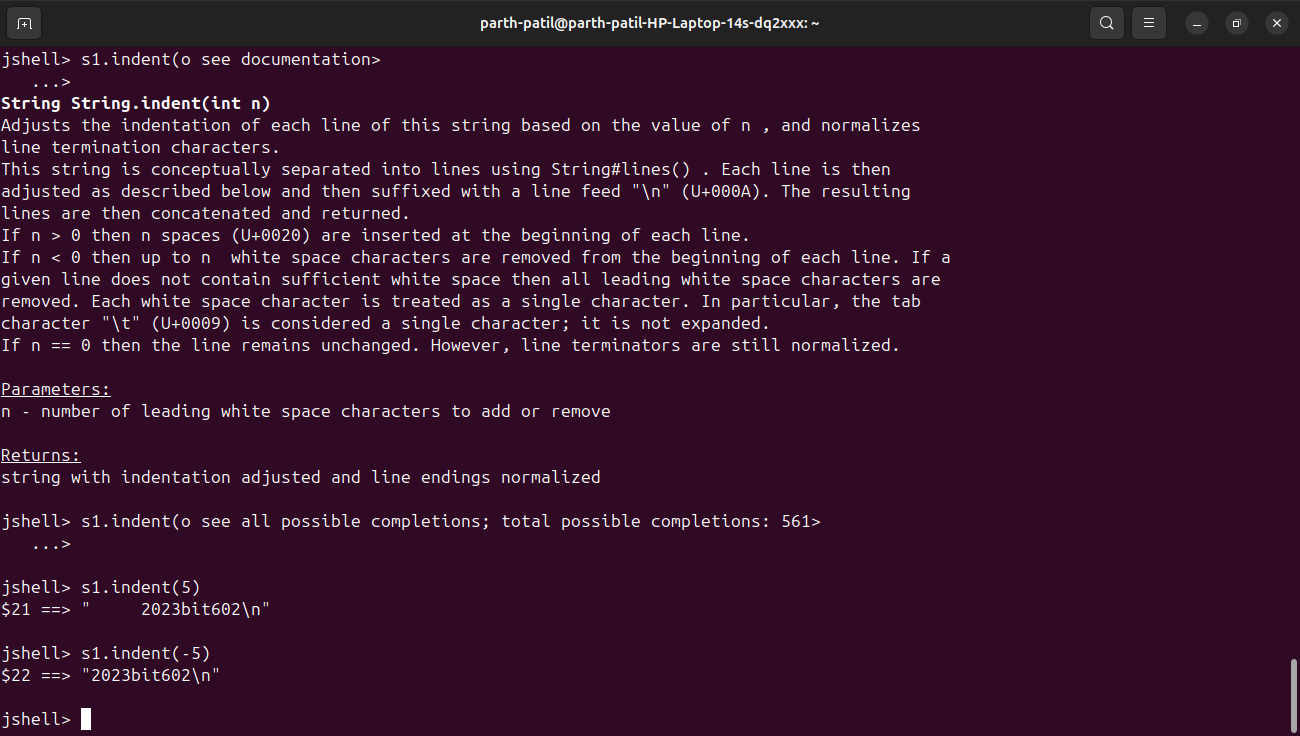 parth-patil@parth-patil-HP-Laptop-14s-dq2xxx: ~
jshell> s1.indent(o see documentation>
   ...>
String String.indent(int n)
Adjusts the indentation of each line of this string based on the value of n , and normalizes
line termination characters.
This string is conceptually separated into lines using String#lines() . Each line is then
adjusted as described below and then suffixed with a line feed "\n" (U+000A). The resulting
lines are then concatenated and returned.
If n > 0 then n spaces (U+0020) are inserted at the beginning of each line.
If n < 0 then up to n  white space characters are removed from the beginning of each line. If a
given line does not contain sufficient white space then all leading white space characters are
removed. Each white space character is treated as a single character. In particular, the tab
character "\t" (U+0009) is considered a single character; it is not expanded.
If n == 0 then the line remains unchanged. However, line terminators are still normalized.
Parameters:
n - number of leading white space characters to add or remove
Returns:
string with indentation adjusted and line endings normalized
jshell> s1.indent(o see all possible completions; total possible completions: 561>
   ...>
jshell> s1.indent(5)
$21 ==> "     2023bit602\n"
jshell> s1.indent(-5)
$22 ==> "2023bit602\n"
jshell>